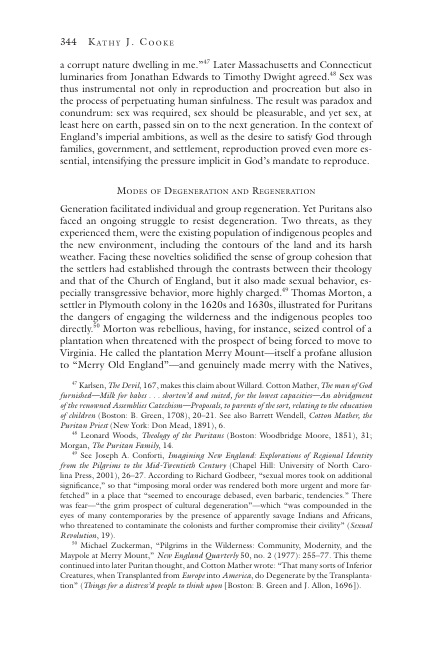 344 KATHY J. COOKE
a corrupt nature dwelling in me.”47 Later Massachusetts and Connecticut
luminaries from Jonathan Edwards to Timothy Dwight agreed.48 Sex was
thus instrumental not only in reproduction and procreation but also in
the process of perpetuating human sinfulness. The result was paradox and
conundrum: sex was required, sex should be pleasurable, and yet sex, at
least here on earth, passed sin on to the next generation. In the context of
England’s imperial ambitions, as well as the desire to satisfy God through
families, government, and settlement, reproduction proved even more es-
sential, intensifying the pressure implicit in God’s mandate to reproduce.
MODES OF DEGENERATION AND REGENERATION
Generation facilitated individual and group regeneration. Yet Puritans also
faced an ongoing struggle to resist degeneration. Two threats, as they
experienced them, were the existing population of indigenous peoples and
the new environment, including the contours of the land and its harsh
weather. Facing these novelties solidified the sense of group cohesion that
the settlers had established through the contrasts between their theology
and that of the Church of England, but it also made sexual behavior, es-
pecially transgressive behavior, more highly charged.49 Thomas Morton, a
settler in Plymouth colony in the 1620s and 1630s, illustrated for Puritans
the dangers of engaging the wilderness and the indigenous peoples too
directly.50 Morton was rebellious, having, for instance, seized control of a
plantation when threatened with the prospect of being forced to move to
Virginia. He called the plantation Merry Mount—itself a profane allusion
to “Merry Old England”—and genuinely made merry with the Natives,
47 Karlsen, The Devil, 167, makes this claim about Willard. Cotton Mather, The man of God
furnished—Milk for babes . . . shorten’d and suited, for the lowest capacities—An abridgment
of the renowned Assemblies Catechism—Proposals, to parents of the sort, relating to the education
of children (Boston: B. Green, 1708), 20–21. See also Barrett Wendell, Cotton Mather, the
Puritan Priest (New York: Don Mead, 1891), 6.
48 Leonard Woods, Theology of the Puritans (Boston: Woodbridge Moore, 1851), 31;
Morgan, The Puritan Family, 14.
49 See Joseph A. Conforti, Imagining New England: Explorations of Regional Identity
from the Pilgrims to the Mid-Twentieth Century (Chapel Hill: University of North Caro-
lina Press, 2001), 26–27. According to Richard Godbeer, “sexual mores took on additional
significance,” so that “imposing moral order was rendered both more urgent and more far-
fetched” in a place that “seemed to encourage debased, even barbaric, tendencies.” There
was fear—“the grim prospect of cultural degeneration”—which “was compounded in the
eyes of many contemporaries by the presence of apparently savage Indians and Africans,
who threatened to contaminate the colonists and further compromise their civility” (Sexual
Revolution, 19).
50 Michael Zuckerman, “Pilgrims in the Wilderness: Community, Modernity, and the
Maypole at Merry Mount,” New England Quarterly 50, no. 2 (1977): 255–77. This theme
continued into later Puritan thought, and Cotton Mather wrote: “That many sorts of Inferior
Creatures, when Transplanted from Europe into America, do Degenerate by the Transplanta-
tion” (Things for a distress’d people to think upon [Boston: B. Green and J. Allon, 1696]).